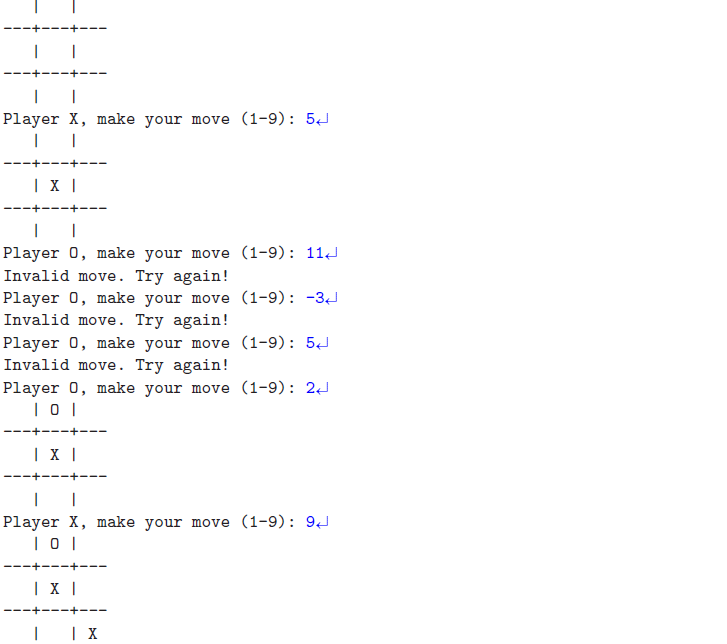 |   |
---+---+---
   |   |
---+---+---
   |   |
Player X, make your move (1-9): 5↵
   |   |
---+---+---
   | X |
---+---+---
   |   |
Player O, make your move (1-9): 11↵
Invalid move. Try again!
Player O, make your move (1-9): -3↵
Invalid move. Try again!
Player O, make your move (1-9): 5↵
Invalid move. Try again!
Player O, make your move (1-9): 2↵
   | O |
---+---+---
   | X |
---+---+---
   |   |
Player X, make your move (1-9): 9↵
   | O |
---+---+---
   | X |
---+---+---
   |   | X